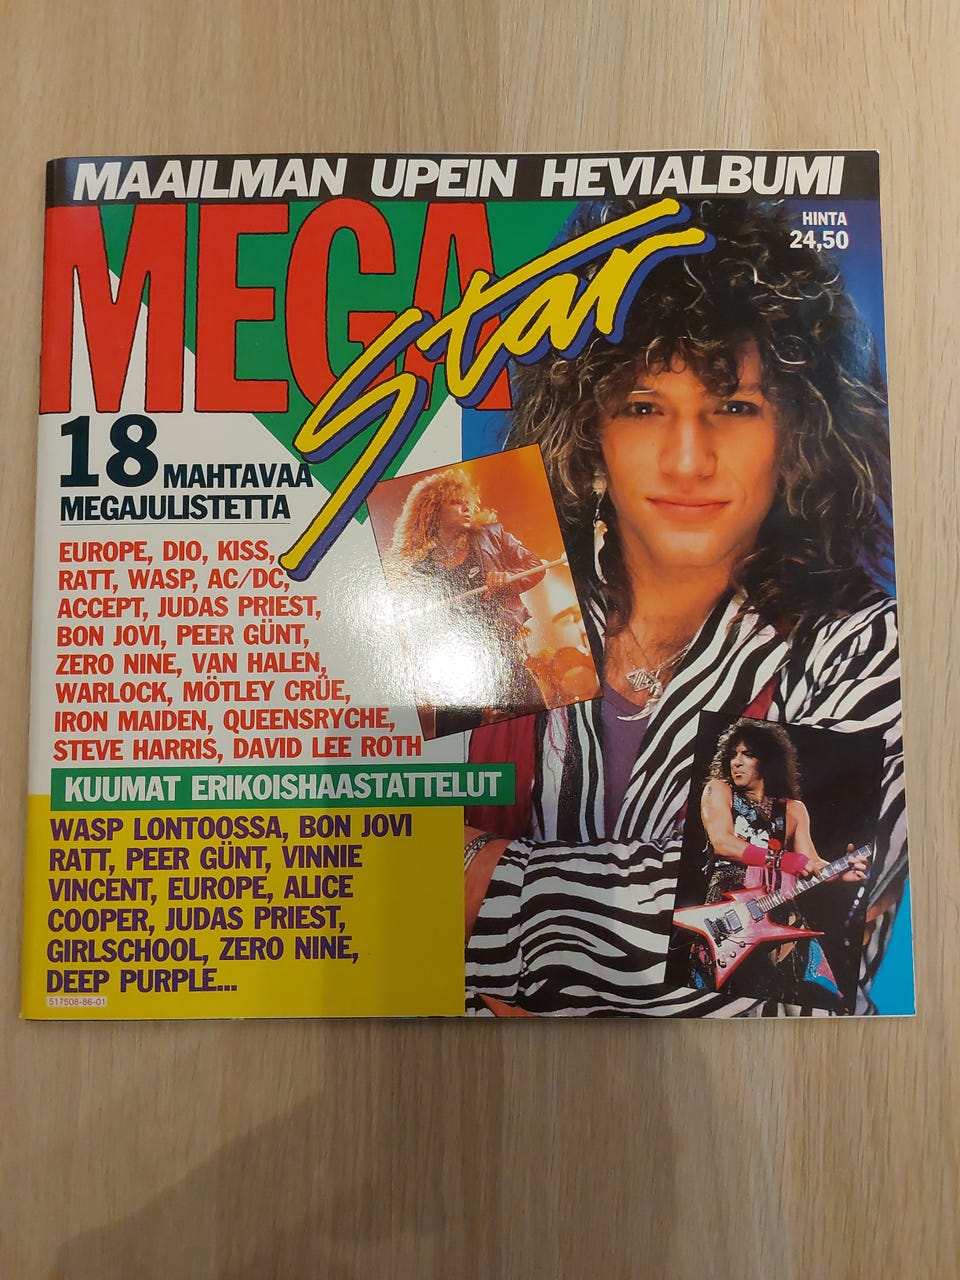 MAAILMAN UPEIN HEVIALBUMI
MEGA
Star
HINTA
24,50
18 MAHTAVAA
MEGAJULISTETTA
EUROPE, DIO, KISS,
RATT, WASP, AC/DC,
ACCEPT, JUDAS PRIEST,
BON JOVI, PEER GÜNT,
ZERO NINE, VAN HALEN,
WARLOCK, MÖTLEY CRÜE,
IRON MAIDEN, QUEENSRYCHE,
STEVE HARRIS, DAVID LEE ROTH
KUUMAT ERIKOISHAASTATTELUT
WASP LONTOOSSA, BON JOVI
RATT, PEER GÜNT, VINNIE
VINCENT, EUROPE, ALICE
COOPER, JUDAS PRIEST,
GIRLSCHOOL, ZERO NINE,
DEEP PURPLE...
517508-86-01